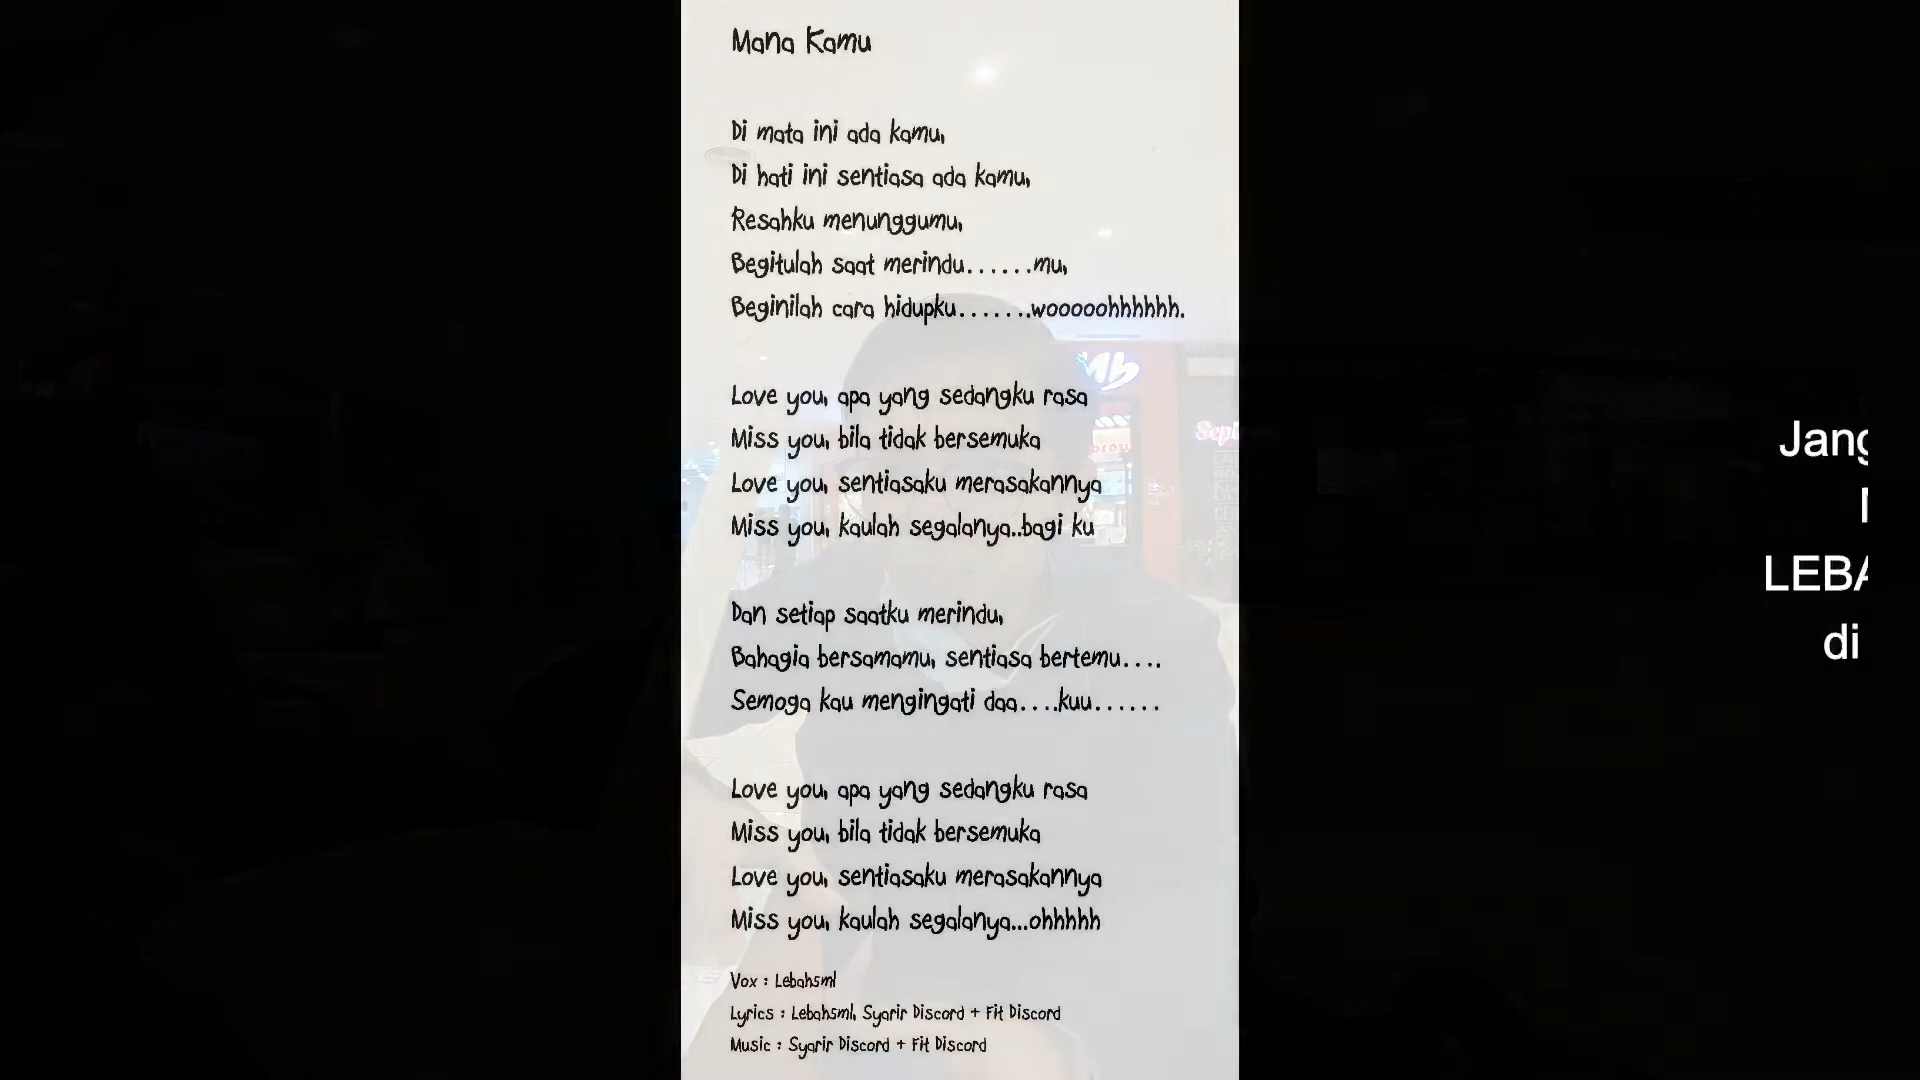 Mana Kamu
Di mata ini ada kamu,
Di hati ini sentiasa ada kamu,
Resahku menunggumu,
Begitulah saat merindu......mu,
Beginilah cara hidupku.......wooooohhhhhh.
Love you, apa yang sedangku rasa
Miss you, bila tidak bersemuka
Love you, sentiasaku merasakannya
Miss you, kaulah segalanya..bagi ku
Dan setiap saatku merindu,
Bahagia bersamamu, sentiasa bertemu....
Semoga kau mengingati daa....kuu......
Love you, apa yang sedangku rasa
Miss you, bila tidak bersemuka
Love you, sentiasaku merasakannya
Miss you, kaulah segalanya...ohhhhh
Vox : Lebah5ml
Lyrics : Lebah5ml, Syarir Discord + Fit Discord
Music : Syarir Discord + Fit Discord
Jang
LEBA
di